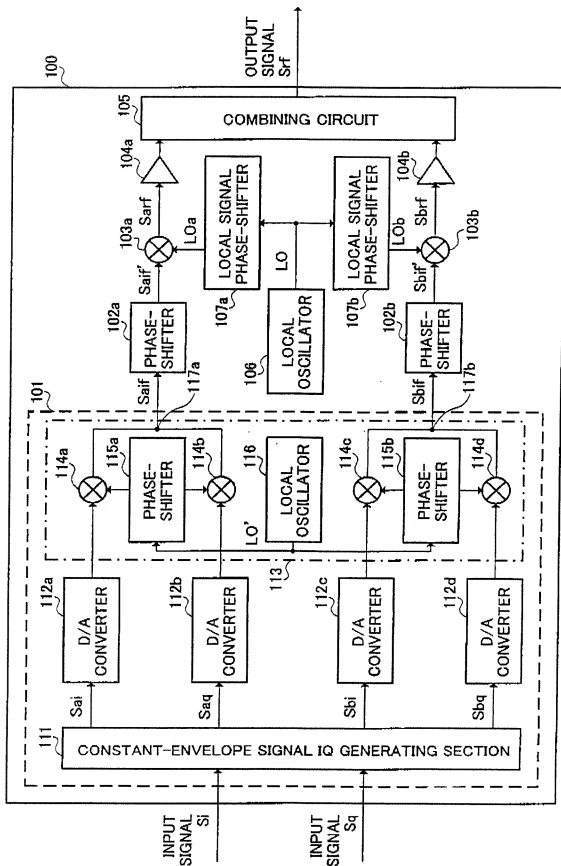 100
INPUT
SIGNAL
Si
INPUT
SIGNAL
Sq
111
CONSTANT-ENVELOPE SIGNAL IQ GENERATING SECTION
Sai
Saq
Sbi
Sbq
112a
D/A
CONVERTER
112b
D/A
CONVERTER
112c
D/A
CONVERTER
112d
D/A
CONVERTER
101
113
114a
115a
PHASE-
SHIFTER
114b
LO'
116
LOCAL
OSCILLATOR
114c
115b
PHASE-
SHIFTER
114d
117a
117b
Saif
Sbif
102a
PHASE-
SHIFTER
102b
PHASE-
SHIFTER
Saif'
Sbif'
106
LOCAL
OSCILLATOR
LO
103a
LOa
107a
LOCAL SIGNAL
PHASE-SHIFTER
107b
LOCAL SIGNAL
PHASE-SHIFTER
LOb
103b
Sarf
Sbrf
104a
104b
105
COMBINING CIRCUIT
OUTPUT
SIGNAL
Srf